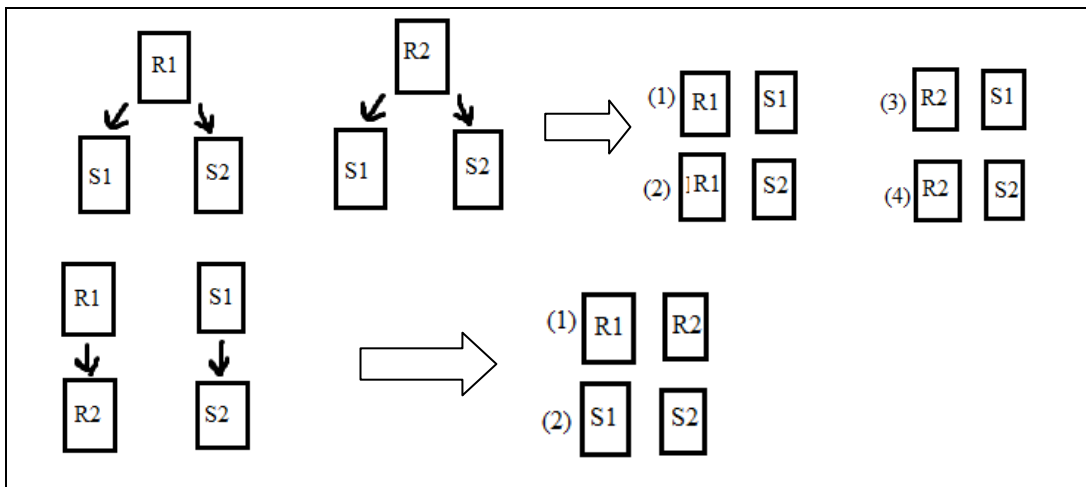 R1 R2
S1 S2 S1 S2
(1) R1 S1 (3) R2 S1
(2) R1 S2 (4) R2 S2
R1 S1
R2 S2
(1) R1 R2
(2) S1 S2